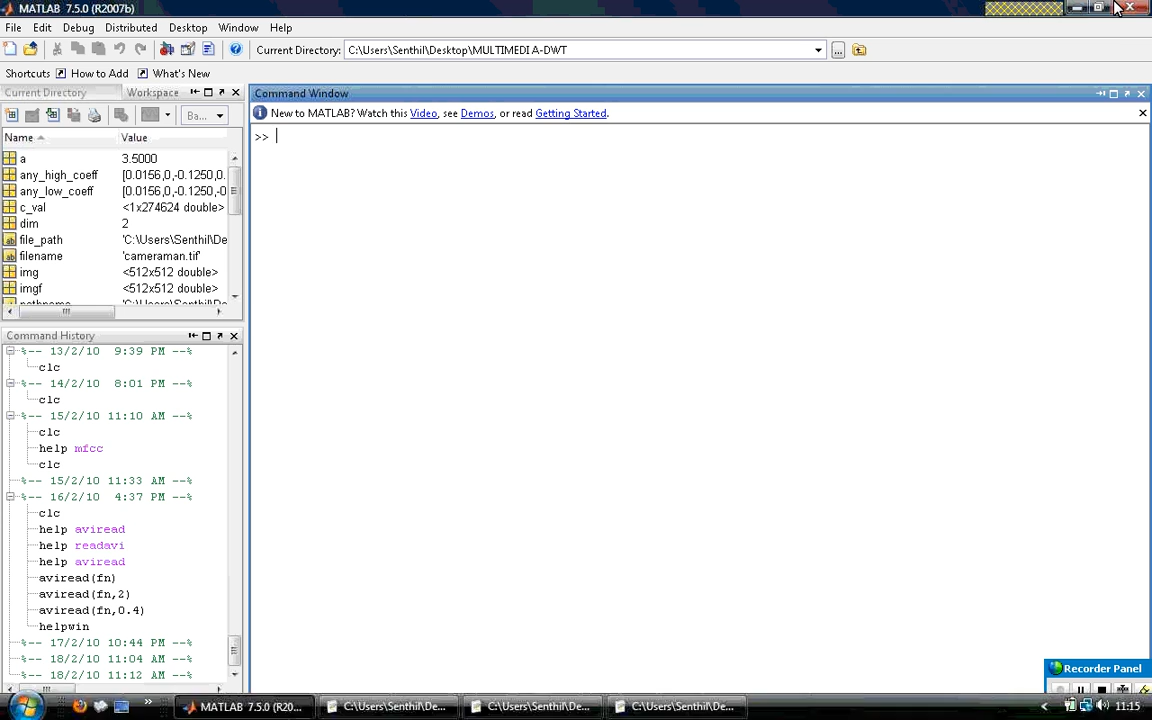 MATLAB 7.5.0 (R2007b)
File Edit Debug Distributed Desktop Window Help
Current Directory: C:\Users\Senthil\Desktop\MULTIMEDI A-DWT
Shortcuts How to Add What's New
Current Directory Workspace
Command Window
New to MATLAB? Watch this Video, see Demos, or read Getting Started.
Ba...
Name Value
>>
a 3.5000
any_high_coeff [0.0156,0,-0.1250,0.
any_low_coeff [0.0156,0,-0.1250,-0
c_val <1x274624 double>
dim 2
file_path 'C:\Users\Senthil\De
filename 'cameraman.tif'
img <512x512 double>
imgf <512x512 double>
pathname 'C:\Users\Senthil\De
Command History
%-- 13/2/10 9:39 PM --%
clc
%-- 14/2/10 8:01 PM --%
clc
%-- 15/2/10 11:10 AM --%
clc
help mfcc
clc
%-- 15/2/10 11:33 AM --%
%-- 16/2/10 4:37 PM --%
clc
help aviread
help readavi
help aviread
aviread(fn)
aviread(fn,2)
aviread(fn,0.4)
helpwin
%-- 17/2/10 10:44 PM --%
%-- 18/2/10 11:04 AM --%
%-- 18/2/10 11:12 AM --%
Recorder Panel
MATLAB 7.5.0 (R20... C:\Users\Senthil\De... C:\Users\Senthil\De... C:\Users\Senthil\De... 11:15